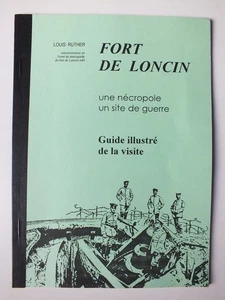 LOUIS RUTHER
FORT
DE LONCIN
une nécropole
un site de guerre
Guide illustré
de la visite